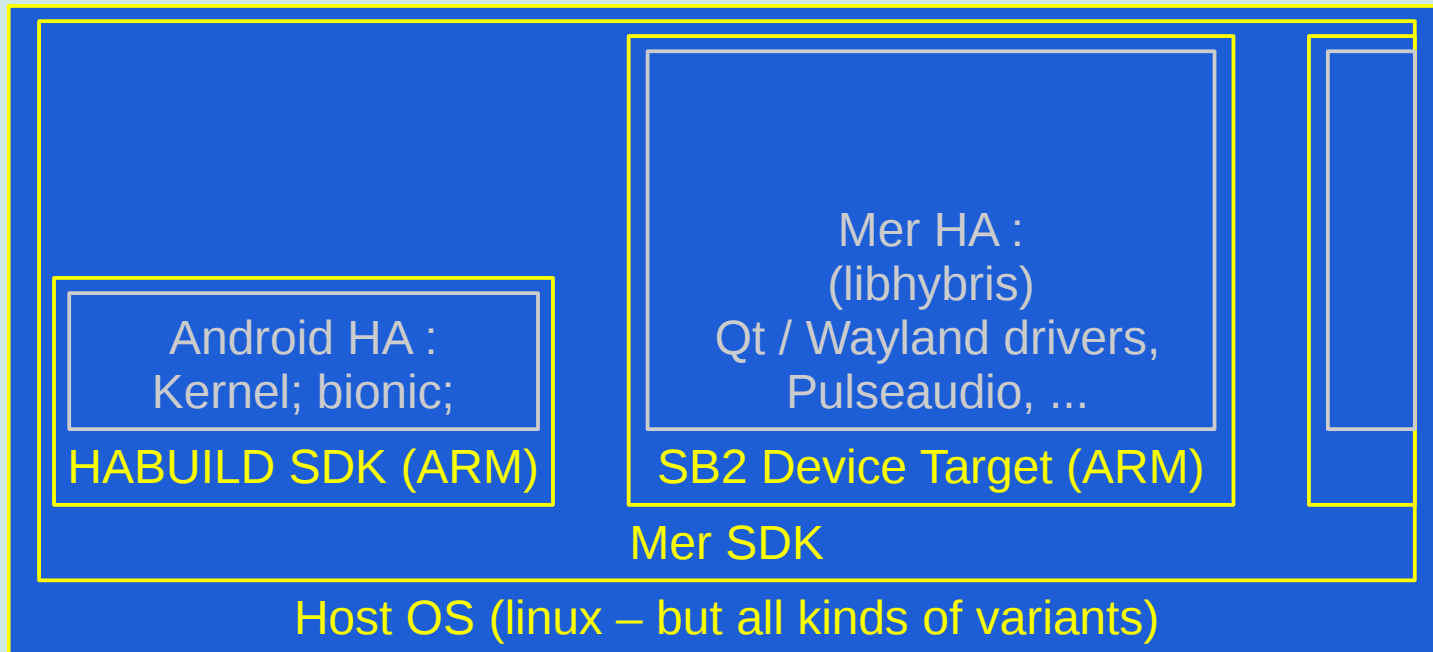 Mer HA :
(libhybris)
Qt / Wayland drivers,
Pulseaudio, ...
Android HA :
Kernel; bionic;
HABUILD SDK (ARM)
SB2 Device Target (ARM)
Mer SDK
Host OS (linux – but all kinds of variants)